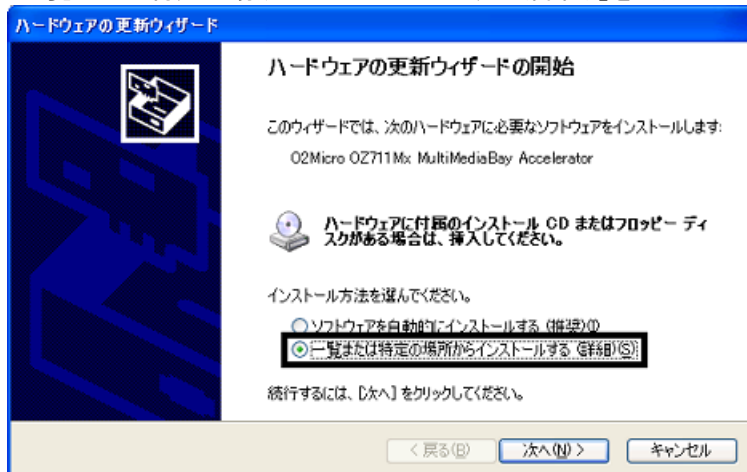 ハードウェアの更新ウィザード
ハードウェアの更新ウィザードの開始
このウィザードでは、次のハードウェアに必要なソフトウェアをインストールします:
O2Micro OZ711Mx MultiMediaBay Accelerator
ハードウェアに付属のインストール CD またはフロッピー ディ
スクがある場合は、挿入してください。
インストール方法を選んでください。
ソフトウェアを自動的にインストールする (推奨)(I)
一覧または特定の場所からインストールする (詳細)(S)
続行するには、[次へ] をクリックしてください。
< 戻る(B) 次へ(N) > キャンセル